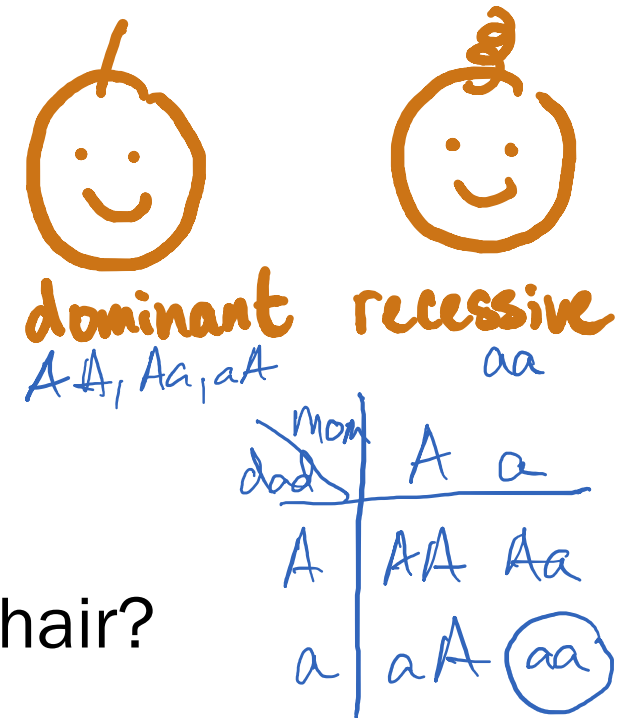 dominant recessive
AA, Aa, aA aa
mom
dad A a
A AA Aa
hair?
a aA aa